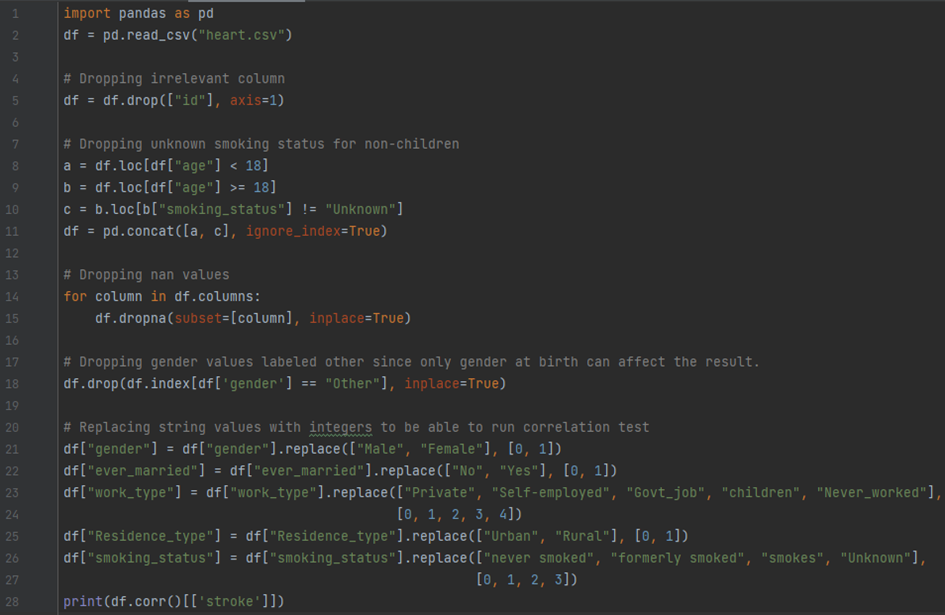 1 import pandas as pd
2 df = pd.read_csv("heart.csv")
3
4 # Dropping irrelevant column
5 df = df.drop(["id"], axis=1)
6
7 # Dropping unknown smoking status for non-children
8 a = df.loc[df["age"] < 18]
9 b = df.loc[df["age"] >= 18]
10 c = b.loc[b["smoking_status"] != "Unknown"]
11 df = pd.concat([a, c], ignore_index=True)
12
13 # Dropping nan values
14 for column in df.columns:
15     df.dropna(subset=[column], inplace=True)
16
17 # Dropping gender values labeled other since only gender at birth can affect the result.
18 df.drop(df.index[df['gender'] == "Other"], inplace=True)
19
20 # Replacing string values with integers to be able to run correlation test
21 df["gender"] = df["gender"].replace(["Male", "Female"], [0, 1])
22 df["ever_married"] = df["ever_married"].replace(["No", "Yes"], [0, 1])
23 df["work_type"] = df["work_type"].replace(["Private", "Self-employed", "Govt_job", "children", "Never_worked"],
24                                           [0, 1, 2, 3, 4])
25 df["Residence_type"] = df["Residence_type"].replace(["Urban", "Rural"], [0, 1])
26 df["smoking_status"] = df["smoking_status"].replace(["never smoked", "formerly smoked", "smokes", "Unknown"],
27                                                     [0, 1, 2, 3])
28 print(df.corr()[['stroke']])